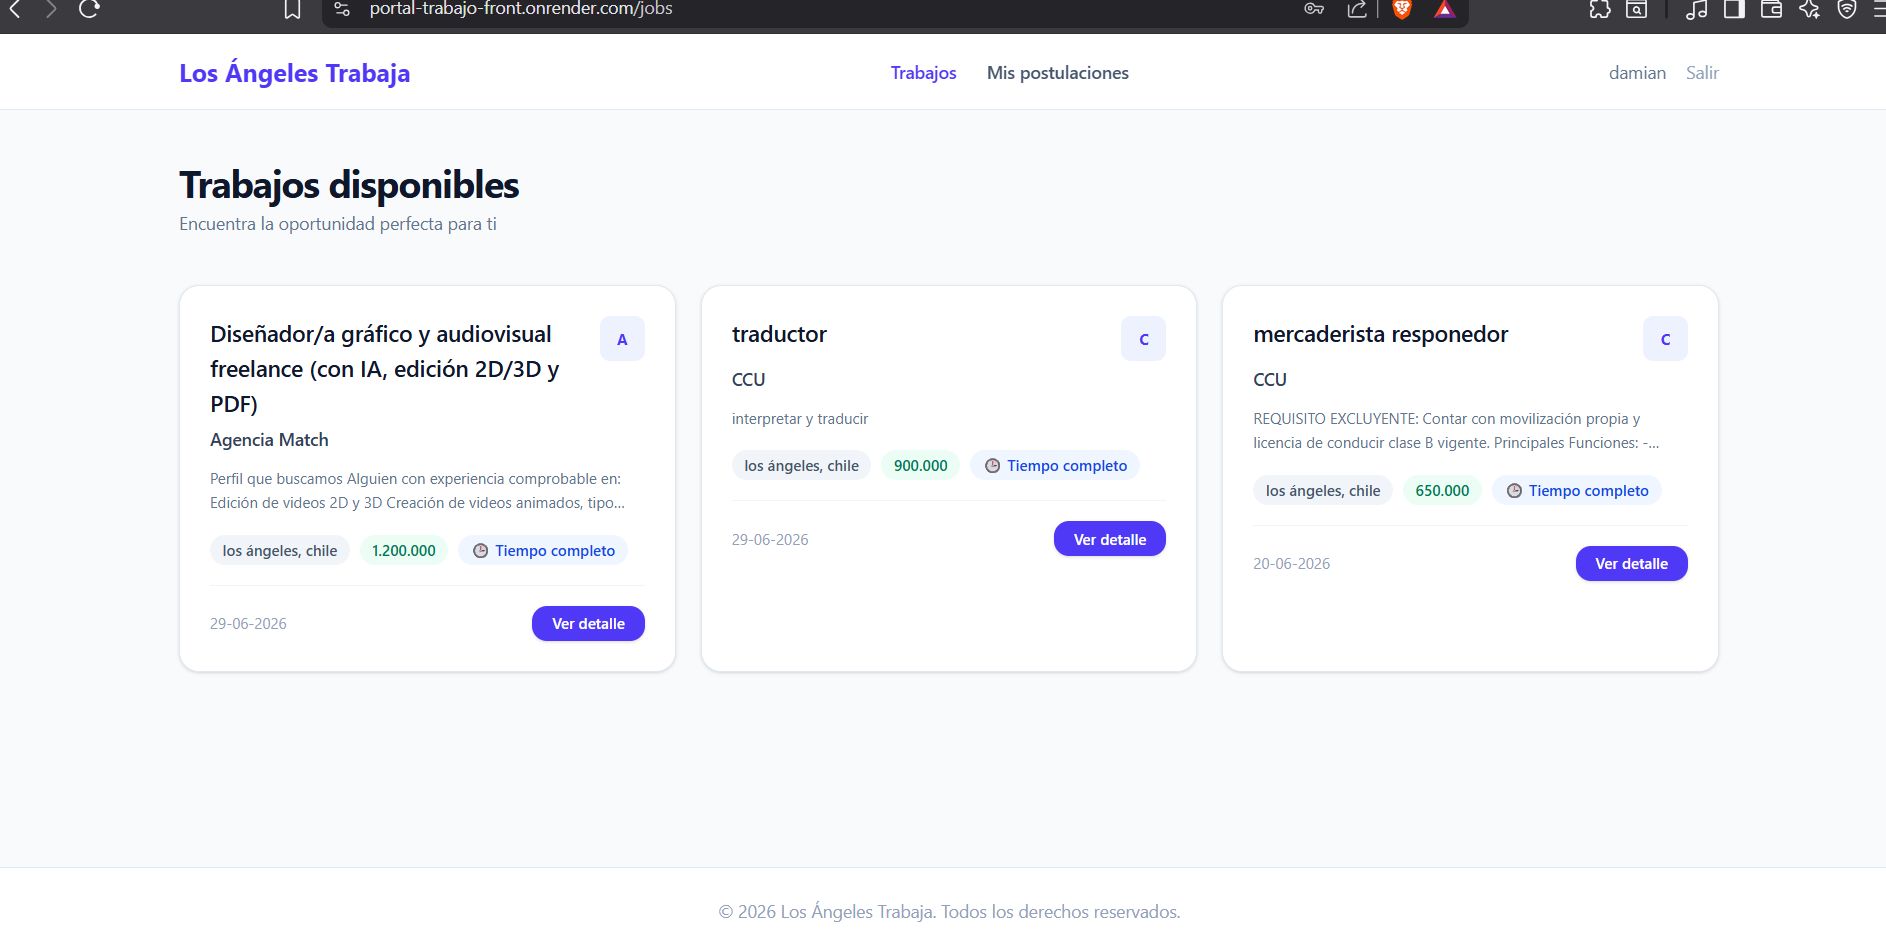 portal-trabajo-front.onrender.com/jobs
Los Ángeles Trabaja
Trabajos
Mis postulaciones
damian
Salir
Trabajos disponibles
Encuentra la oportunidad perfecta para ti
Diseñador/a gráfico y audiovisual
freelance (con IA, edición 2D/3D y
PDF)
A
Agencia Match
Perfil que buscamos Alguien con experiencia comprobable en:
Edición de videos 2D y 3D Creación de videos animados, tipo...
los ángeles, chile
1.200.000
Tiempo completo
29-06-2026
Ver detalle
traductor
C
CCU
interpretar y traducir
los ángeles, chile
900.000
Tiempo completo
29-06-2026
Ver detalle
mercaderista responedor
C
CCU
REQUISITO EXCLUYENTE: Contar con movilización propia y
licencia de conducir clase B vigente. Principales Funciones: -...
los ángeles, chile
650.000
Tiempo completo
20-06-2026
Ver detalle
© 2026 Los Ángeles Trabaja. Todos los derechos reservados.